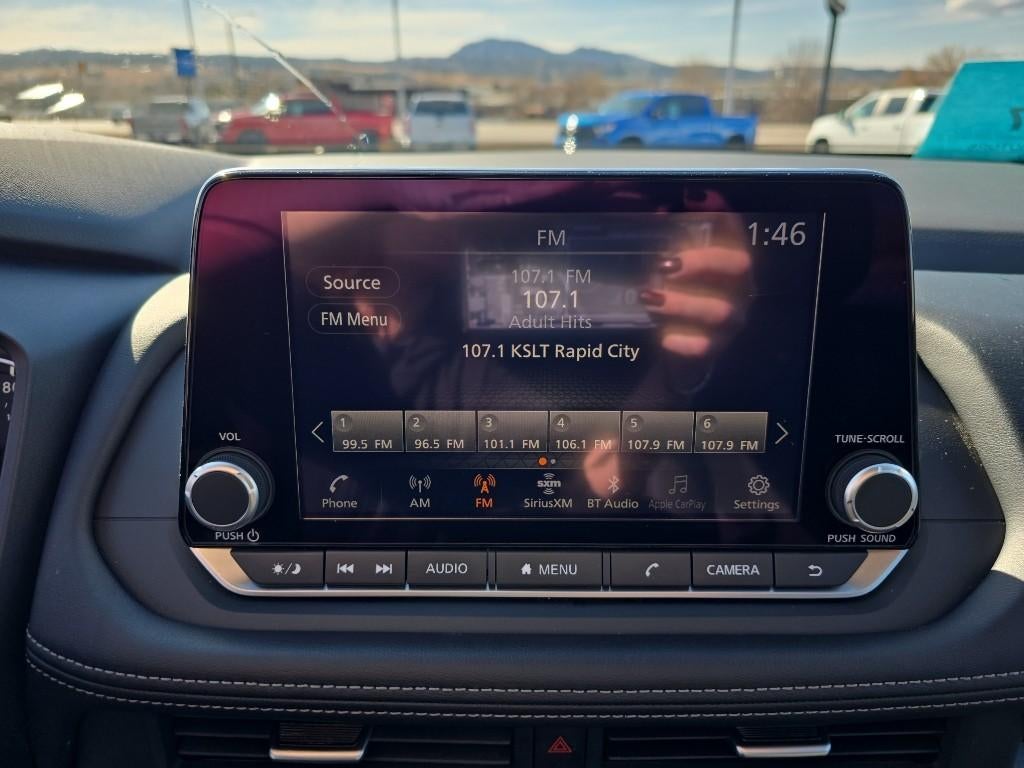 FM
1:46
Source
FM Menu
107.1 FM
107.1
Adult Hits
107.1 KSLT Rapid City
1 2 3 4 5 6
99.5 FM 96.5 FM 101.1 FM 106.1 FM 107.9 FM 107.9 FM
sxm
Phone AM FM SiriusXM BT Audio Apple CarPlay Settings
VOL
PUSH
TUNE·SCROLL
PUSH SOUND
AUDIO MENU CAMERA
80